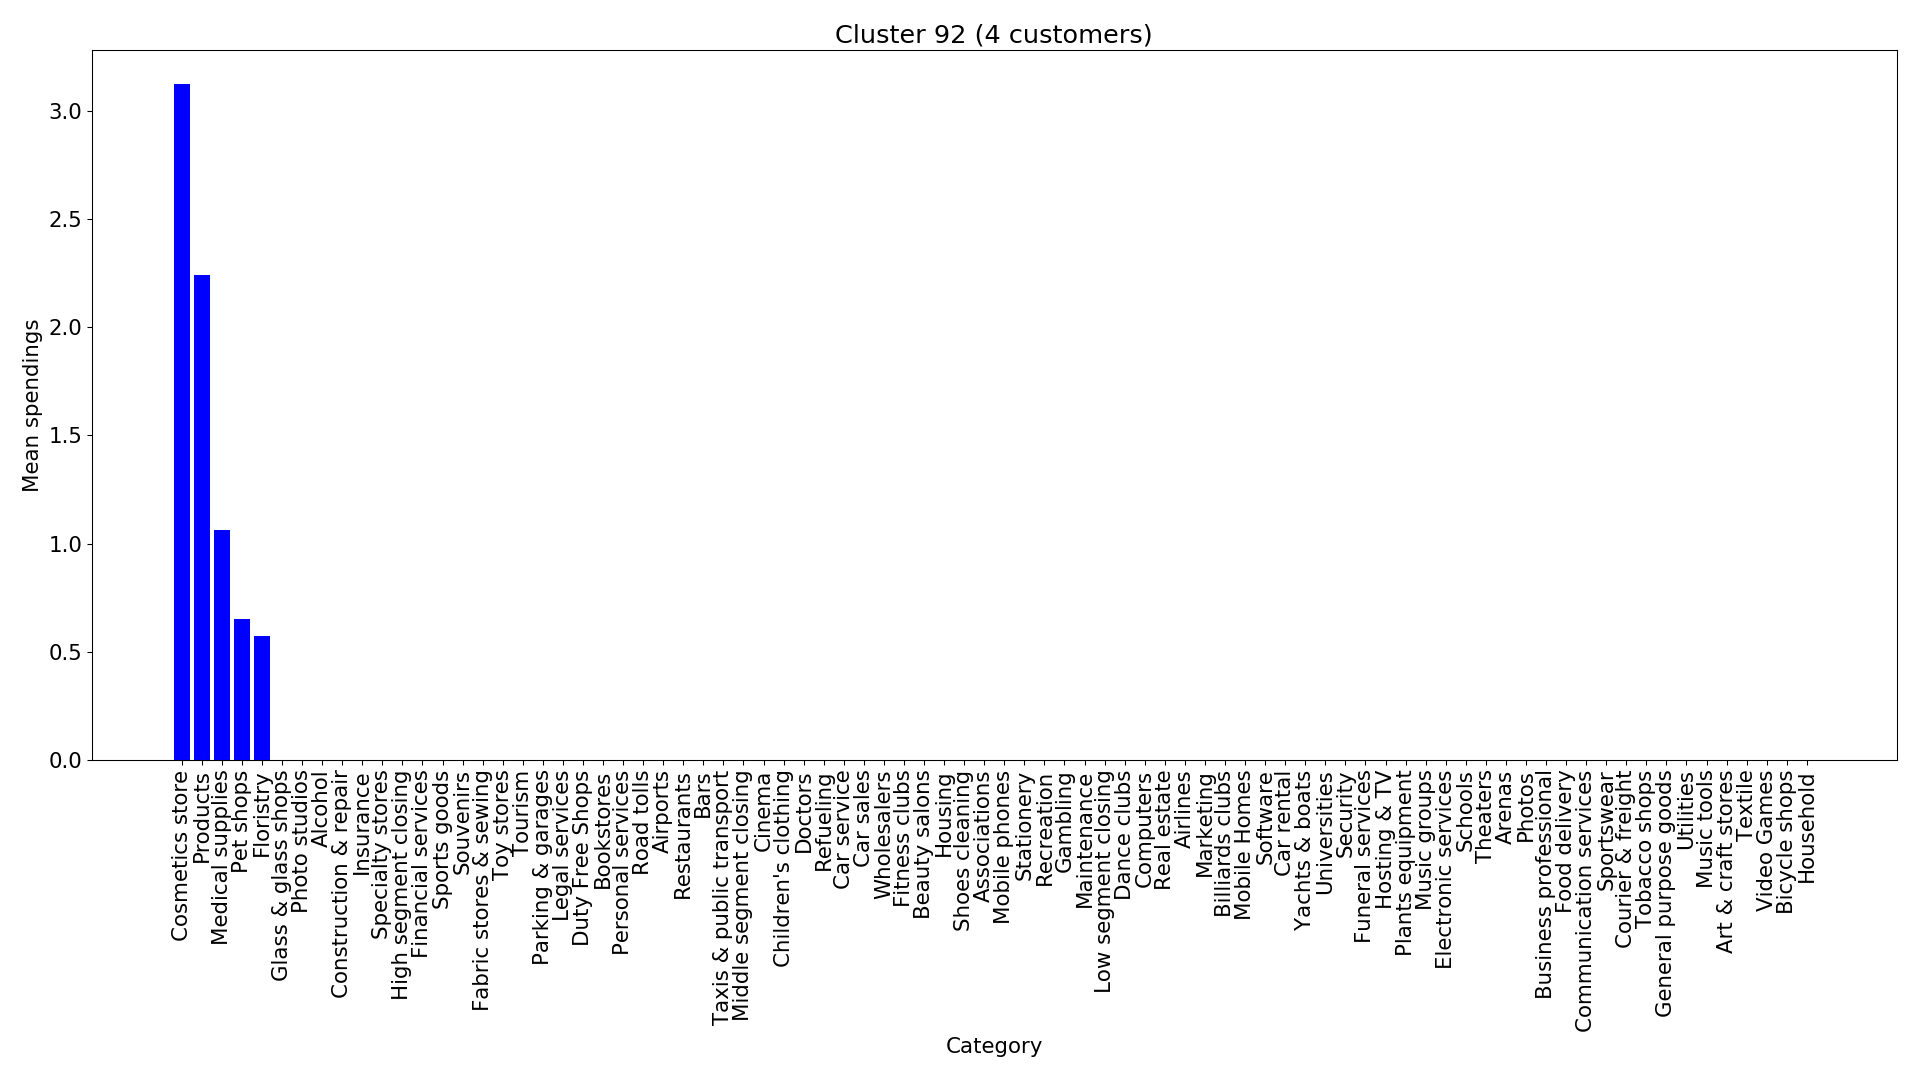 Cluster 92 (4 customers)
Mean spendings
3.0
2.5
2.0
1.5
1.0
0.5
0.0
Cosmetics store
Products
Medical supplies
Pet shops
Floristry
Glass & glass shops
Photo studios
Alcohol
Construction & repair
Insurance
Specialty stores
High segment closing
Financial services
Sports goods
Souvenirs
Fabric stores & sewing
Toy stores
Tourism
Parking & garages
Legal services
Duty Free Shops
Bookstores
Personal services
Road tolls
Airports
Restaurants
Bars
Taxis & public transport
Middle segment closing
Cinema
Children's clothing
Doctors
Refueling
Car service
Car sales
Wholesalers
Fitness clubs
Beauty salons
Housing
Shoes cleaning
Associations
Mobile phones
Stationery
Recreation
Gambling
Maintenance
Low segment closing
Dance clubs
Computers
Real estate
Airlines
Marketing
Billiards clubs
Mobile Homes
Software
Car rental
Yachts & boats
Universities
Security
Funeral services
Hosting & TV
Plants equipment
Music groups
Electronic services
Schools
Theaters
Arenas
Photos
Business professional
Food delivery
Communication services
Sportswear
Courier & freight
Tobacco shops
General purpose goods
Utilities
Music tools
Art & craft stores
Textile
Video Games
Bicycle shops
Household
Category